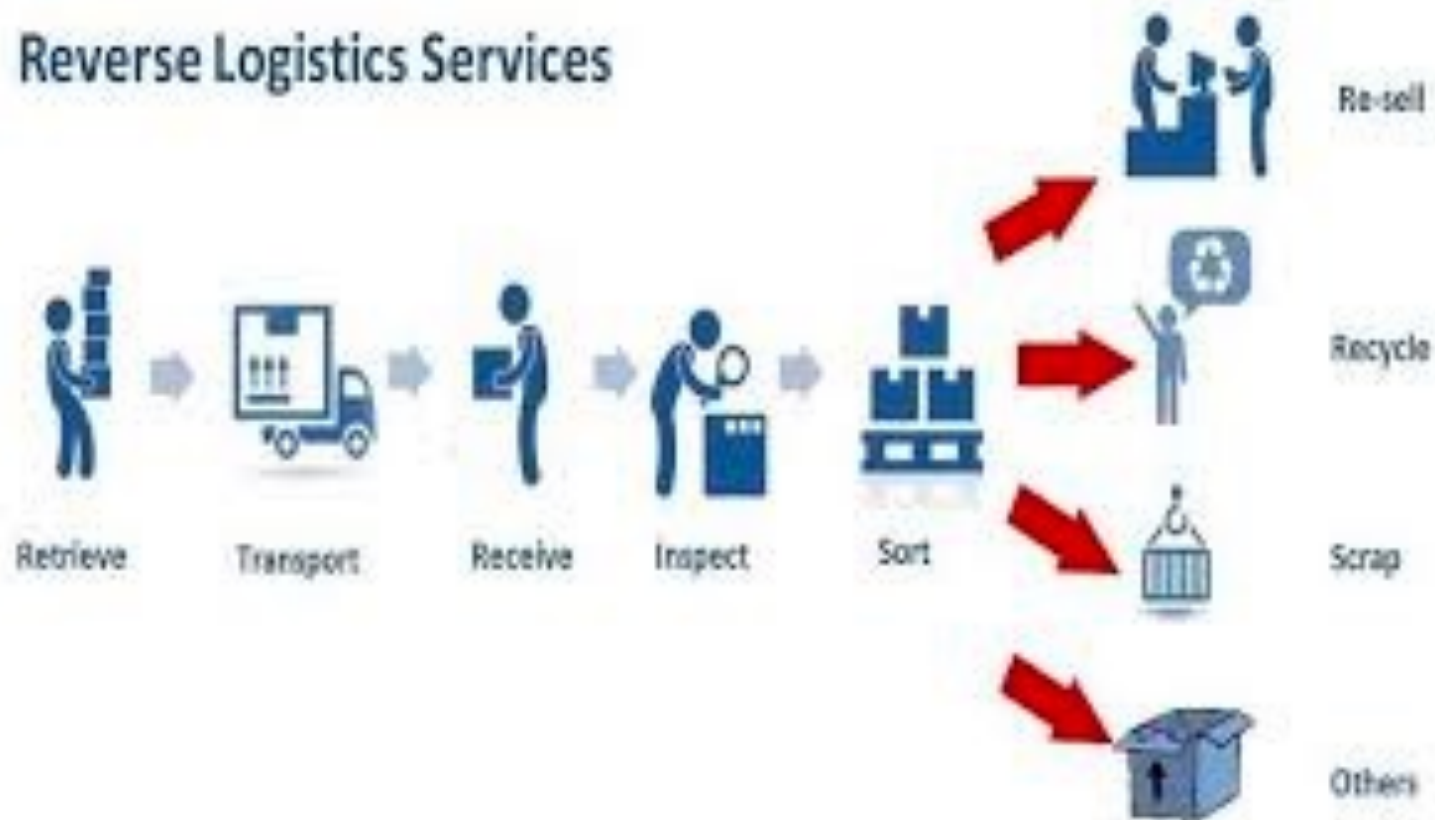 Reverse Logistics Services
Re-sell
Recycle
Retrieve
Transport
Receive
Inspect
Sort
Scrap
Others